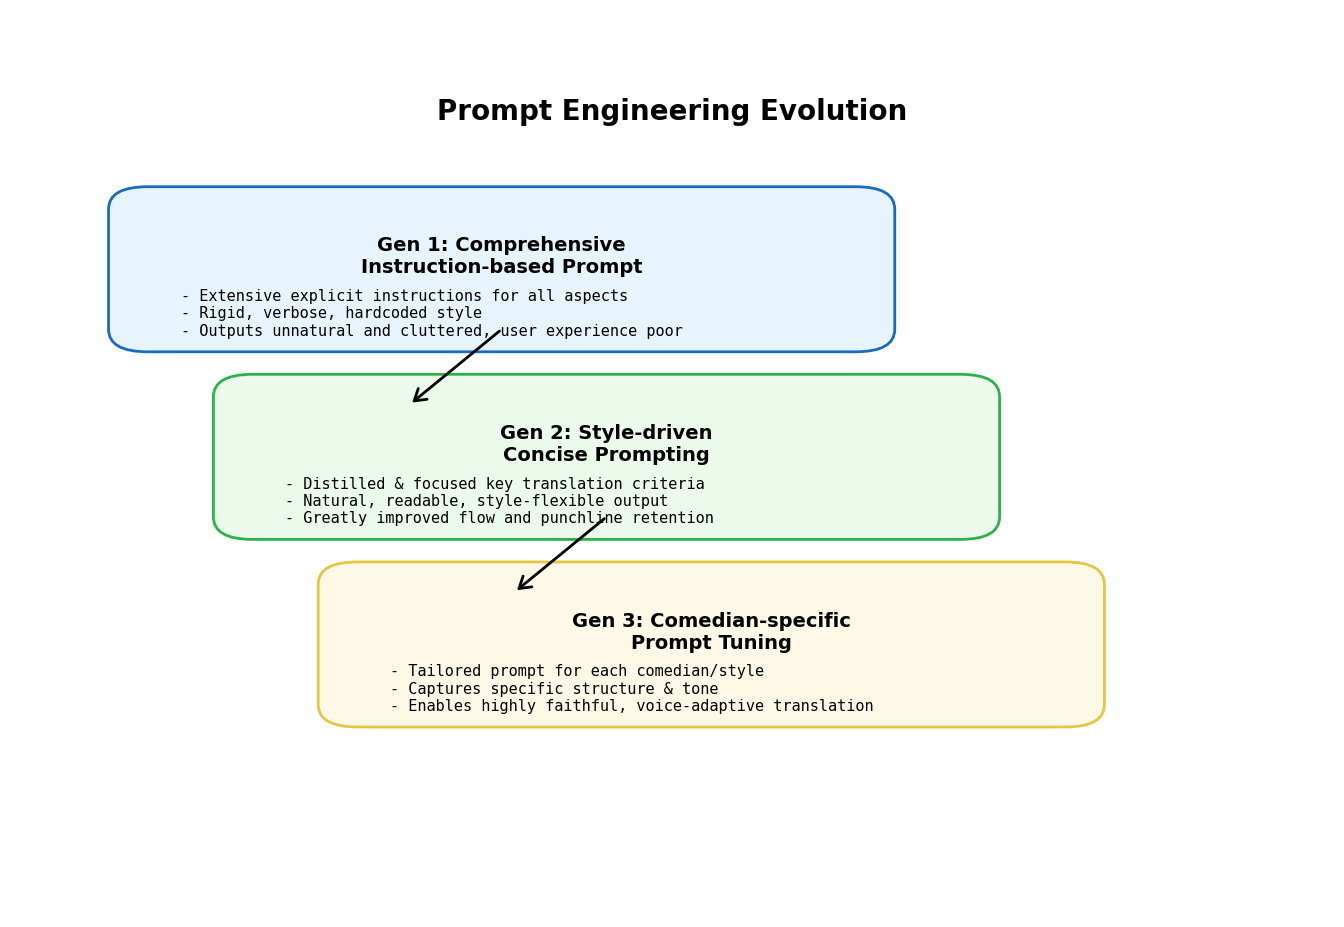 Prompt Engineering Evolution
Gen 1: Comprehensive
Instruction-based Prompt
- Extensive explicit instructions for all aspects
- Rigid, verbose, hardcoded style
- Outputs unnatural and cluttered, user experience poor
Gen 2: Style-driven
Concise Prompting
- Distilled & focused key translation criteria
- Natural, readable, style-flexible output
- Greatly improved flow and punchline retention
Gen 3: Comedian-specific
Prompt Tuning
- Tailored prompt for each comedian/style
- Captures specific structure & tone
- Enables highly faithful, voice-adaptive translation